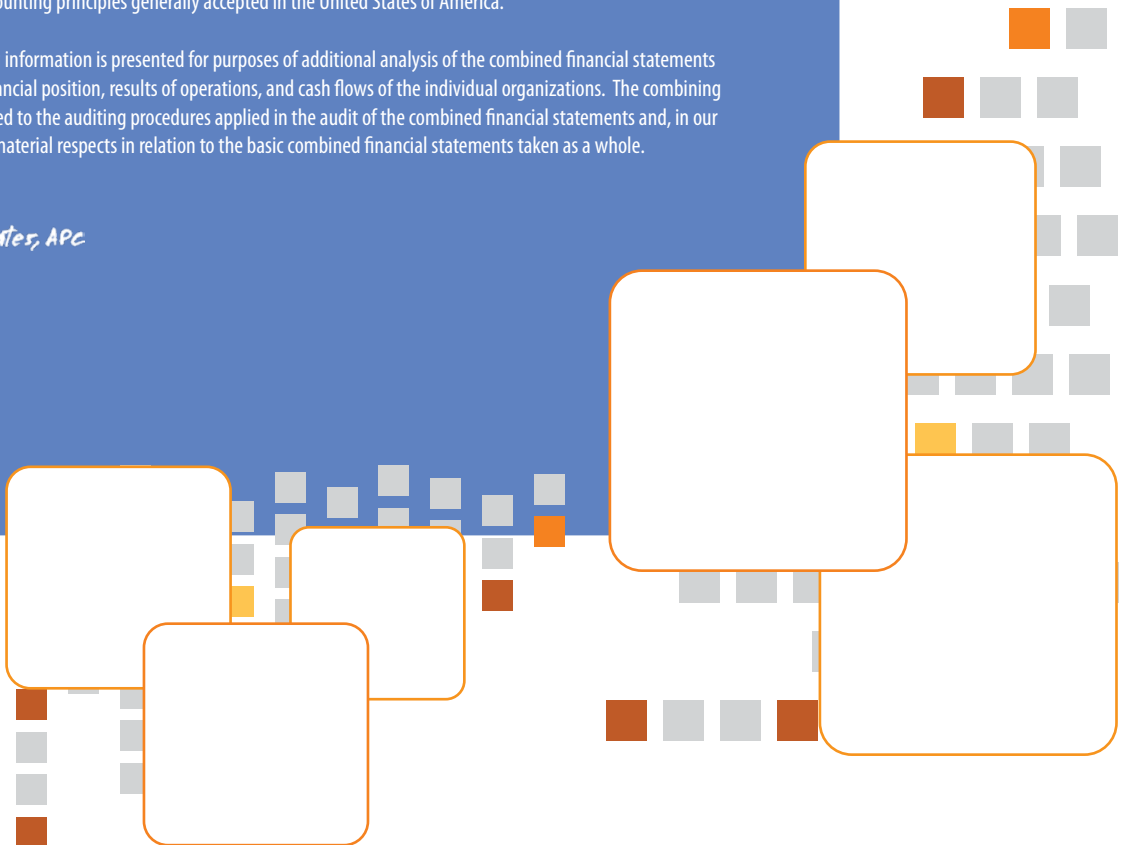 ounting principles generally accepted in the United States of America.
information is presented for purposes of additional analysis of the combined financial statements
ancial position, results of operations, and cash flows of the individual organizations. The combining
ed to the auditing procedures applied in the audit of the combined financial statements and, in our
material respects in relation to the basic combined financial statements taken as a whole.
ates, APC